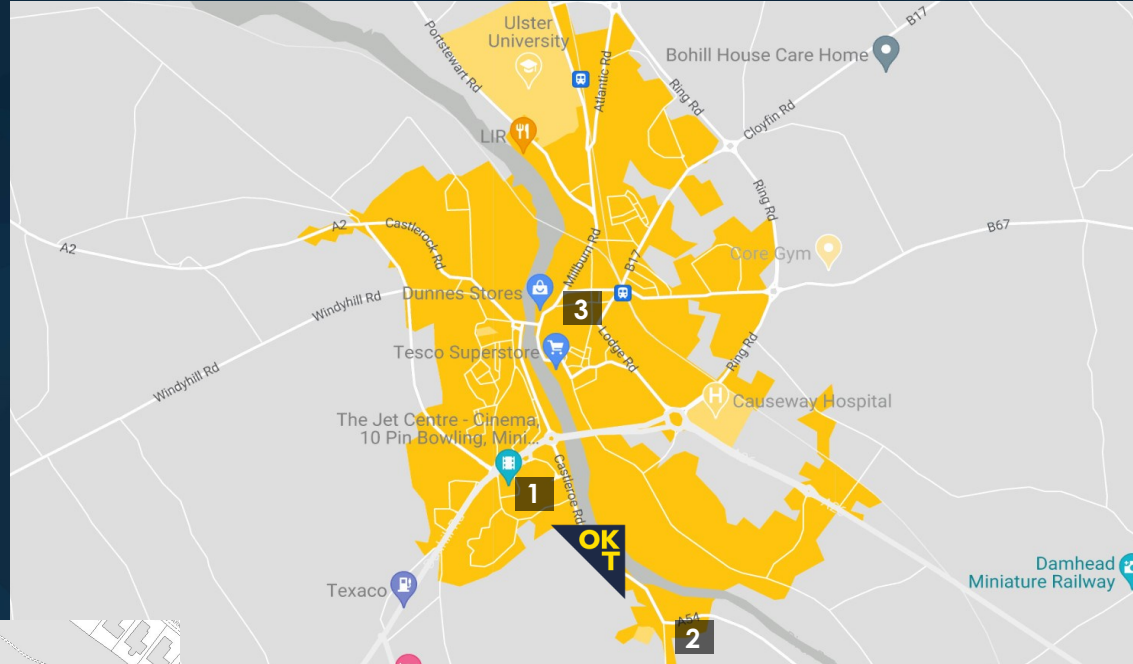 Ulster
University
B17
Portstewart Rd
Bohill House Care Home
Atlantic Rd
Ring Rd
Cloyfin Rd
LIR
Ring Rd
A2
Castlerock Rd
B67
A2
Millburn Rd
B17
Core Gym
Windyhill Rd
Dunnes Stores
3
Tesco Superstore
Lodge Rd
Ring Rd
Windyhill Rd
H
Causeway Hospital
The Jet Centre - Cinema,
10 Pin Bowling, Mini...
Castleroe Rd
1
OK
T
Damhead
Miniature Railway
Texaco
A54
2